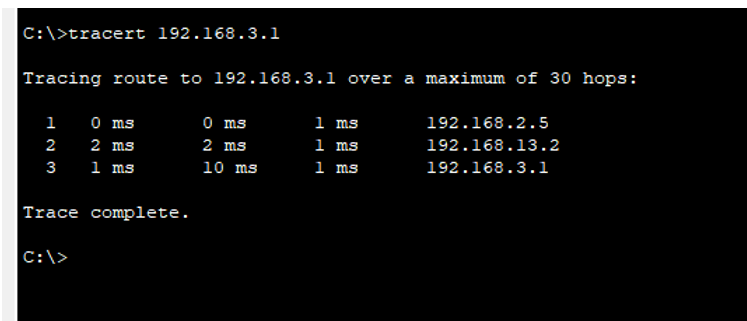 C:\>tracert 192.168.3.1
Tracing route to 192.168.3.1 over a maximum of 30 hops:
1 0 ms 0 ms 1 ms 192.168.2.5
2 2 ms 2 ms 1 ms 192.168.13.2
3 1 ms 10 ms 1 ms 192.168.3.1
Trace complete.
C:\>